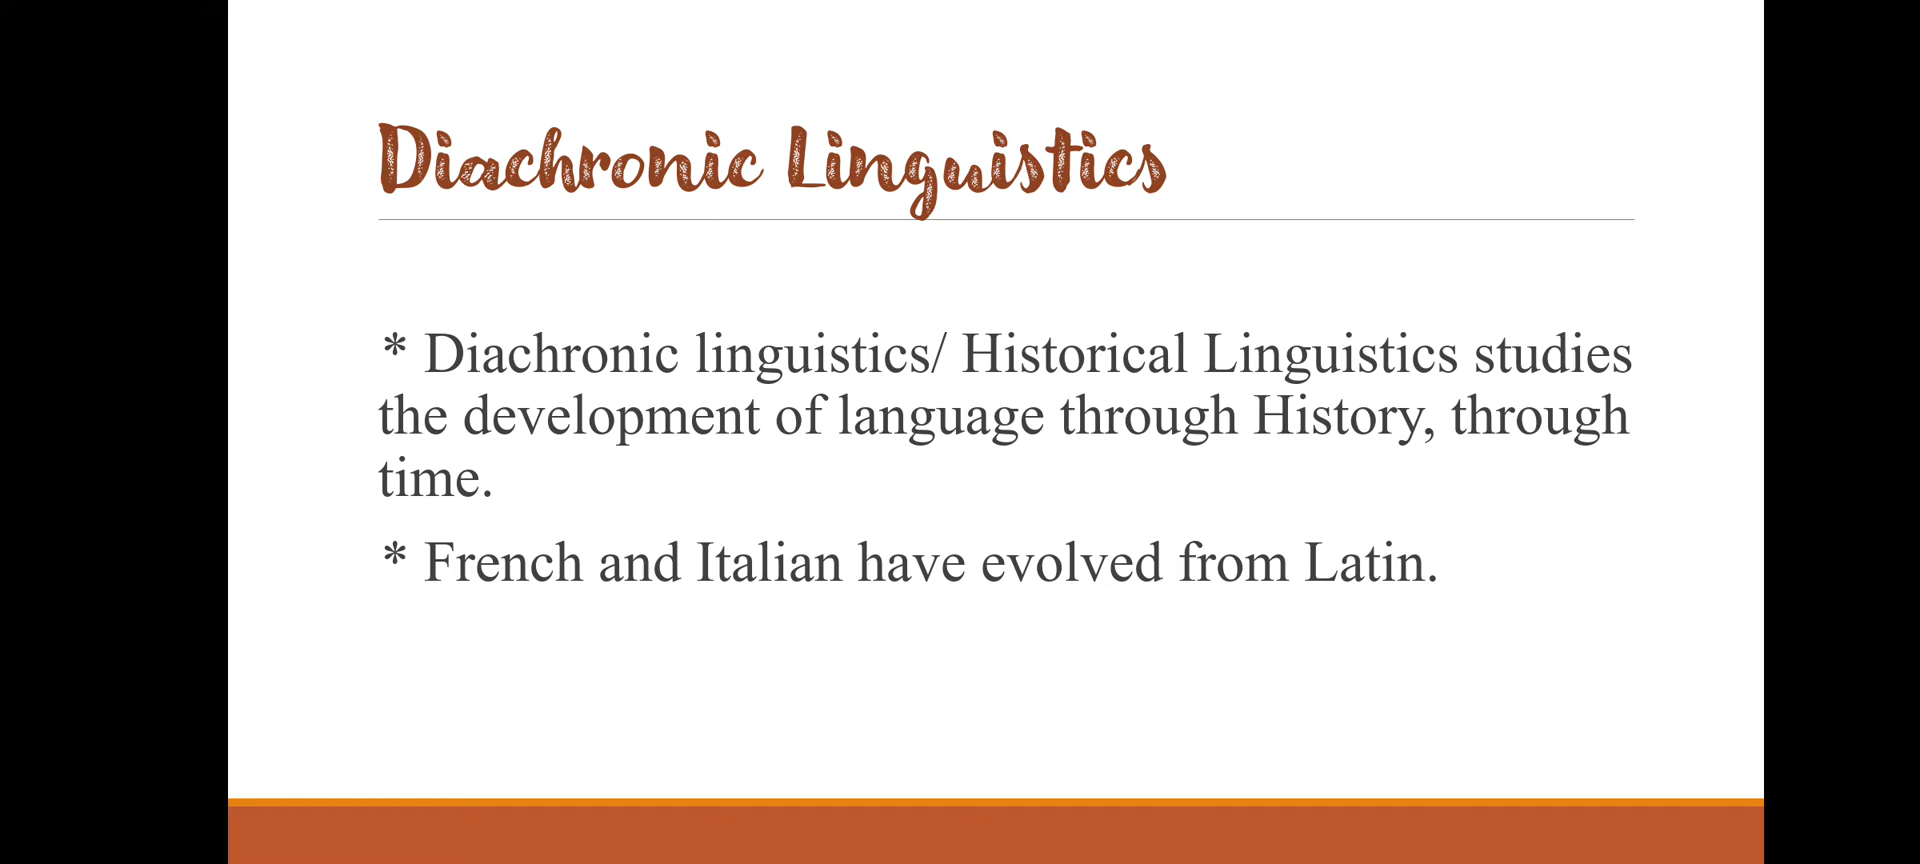 Diachronic Linguistics
* Diachronic linguistics/ Historical Linguistics studies
the development of language through History, through
time.
* French and Italian have evolved from Latin.